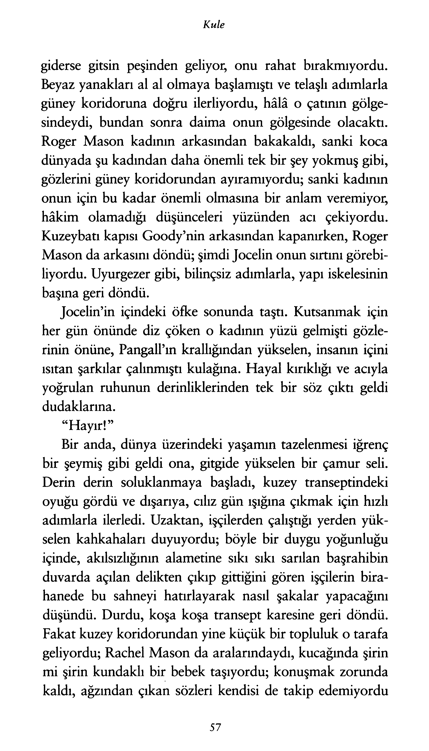 Kule
giderse gitsin peşinden geliyor, onu rahat bırakmıyordu.
Beyaz yanakları al al olmaya başlamıştı ve telaşlı adımlarla
güney koridoruna doğru ilerliyordu, hâlâ o çatının gölge-
sindeydi, bundan sonra daima onun gölgesinde olacaktı.
Roger Mason kadının arkasından bakakaldı, sanki koca
dünyada şu kadından daha önemli tek bir şey yokmuş gibi,
gözlerini güney koridorundan ayıramıyordu; sanki kadının
onun için bu kadar önemli olmasına bir anlam veremiyor,
hâkim olamadığı düşünceleri yüzünden acı çekiyordu.
Kuzeybatı kapısı Goody'nin arkasından kapanırken, Roger
Mason da arkasını döndü; şimdi Jocelin onun sırtını görebi-
liyordu. Uyurgezer gibi, bilinçsiz adımlarla, yapı iskelesinin
başına geri döndü.
Jocelin'in içindeki öfke sonunda taştı. Kutsanmak için
her gün önünde diz çöken o kadının yüzü gelmişti gözle-
rinin önüne, Pangall'ın krallığından yükselen, insanın içini
ısıtan şarkılar çalınmıştı kulağına. Hayal kırıklığı ve acıyla
yoğrulan ruhunun derinliklerinden tek bir söz çıktı geldi
dudaklarına.
"Hayır!"
Bir anda, dünya üzerindeki yaşamın tazelenmesi iğrenç
bir şeymiş gibi geldi ona, gitgide yükselen bir çamur seli.
Derin derin soluklanmaya başladı, kuzey transeptindeki
oyuğu gördü ve dışarıya, cılız gün ışığına çıkmak için hızlı
adımlarla ilerledi. Uzaktan, işçilerden çalıştığı yerden yük-
selen kahkahaları duyuyordu; böyle bir duygu yoğunluğu
içinde, akılsızlığının alametine sıkı sıkı sarılan başrahibin
duvarda açılan delikten çıkıp gittiğini gören işçilerin bira-
hanede bu sahneyi hatırlayarak nasıl şakalar yapacağını
düşündü. Durdu, koşa koşa transept karesine geri döndü.
Fakat kuzey koridorundan yine küçük bir topluluk o tarafa
geliyordu; Rachel Mason da aralarındaydı, kucağında şirin
mi şirin kundaklı bir bebek taşıyordu; konuşmak zorunda
kaldı, ağzından çıkan sözleri kendisi de takip edemiyordu
57